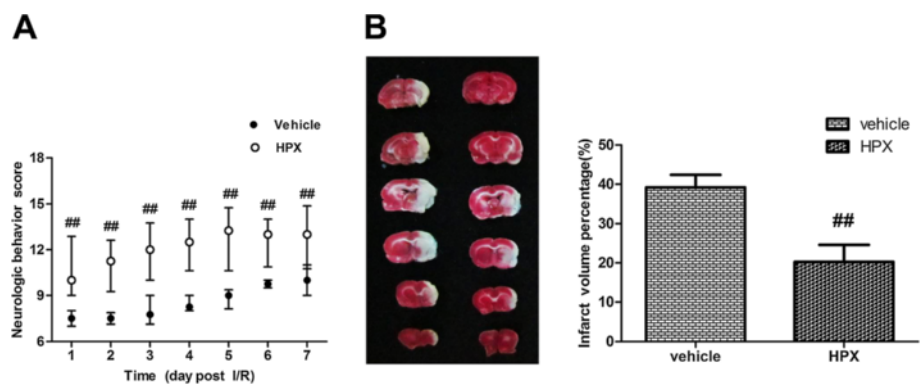 A
Vehicle
HPX
Neurologic behavior score
18
15
12
9
6
## ## ## ## ## ## ##
1 2 3 4 5 6 7
Time (day post I/R)
B
vehicle
HPX
Infarct volume percentage(%)
50
40
30
20
10
0
##
vehicle HPX